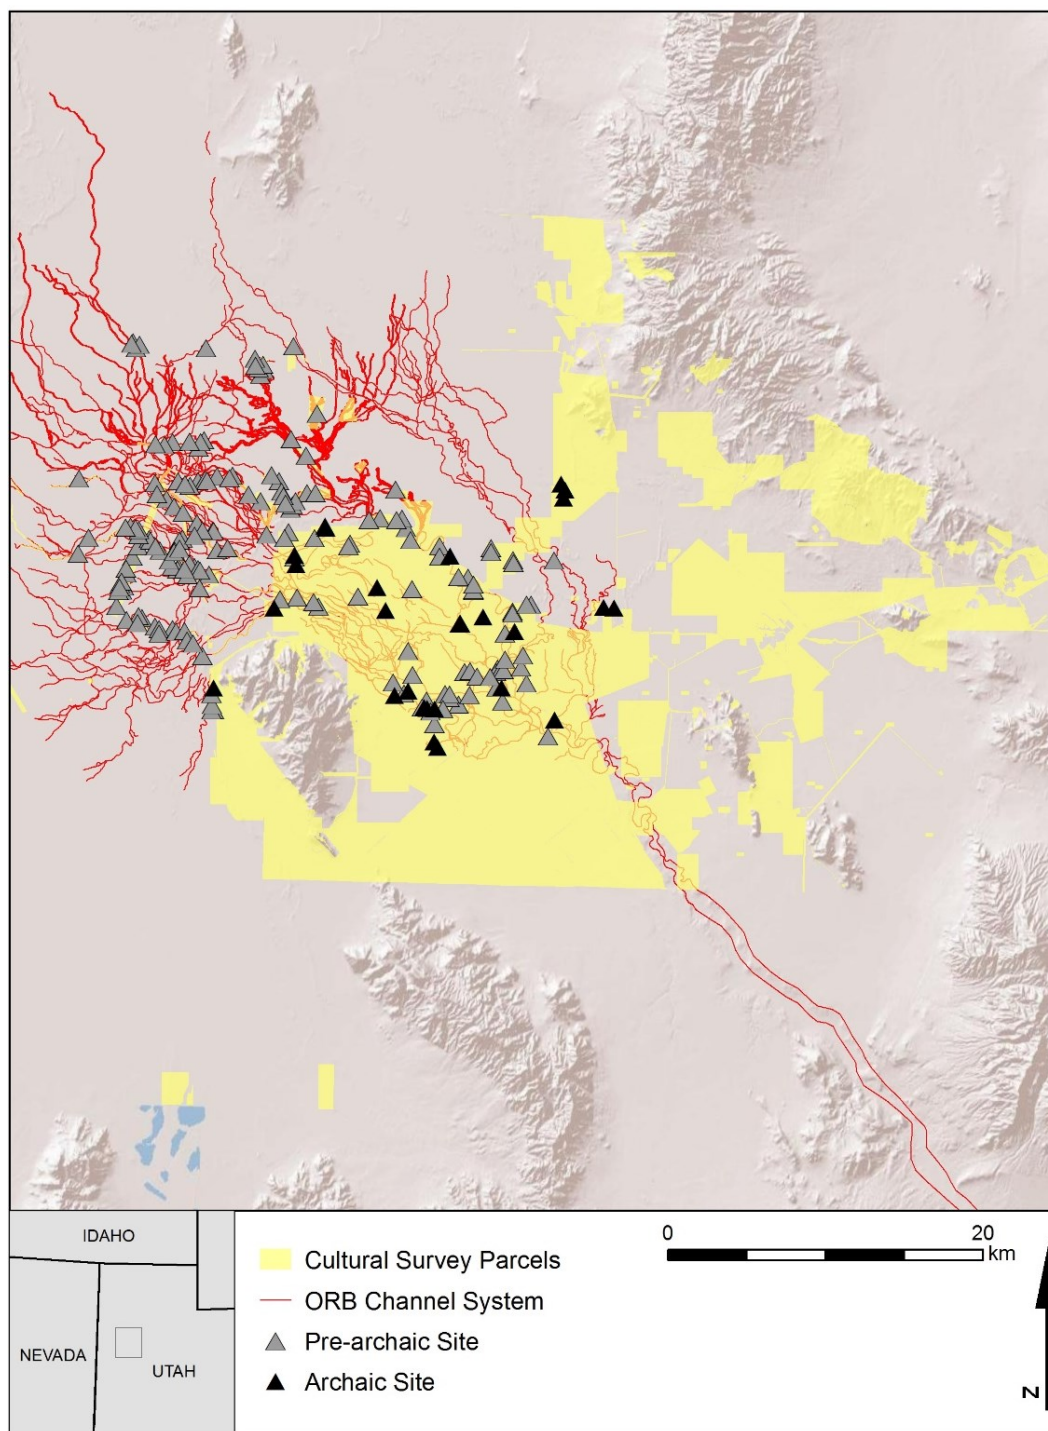 IDAHO
NEVADA
UTAH
Cultural Survey Parcels
ORB Channel System
Pre-archaic Site
Archaic Site
0 20
km
N